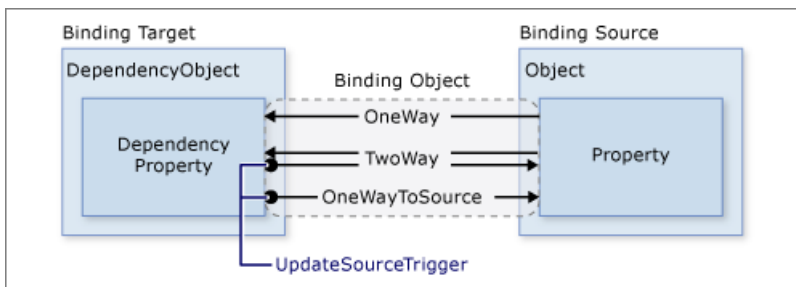 Binding Target
Binding Source
DependencyObject
Object
Binding Object
OneWay
Dependency
Property
TwoWay
Property
OneWayToSource
UpdateSourceTrigger